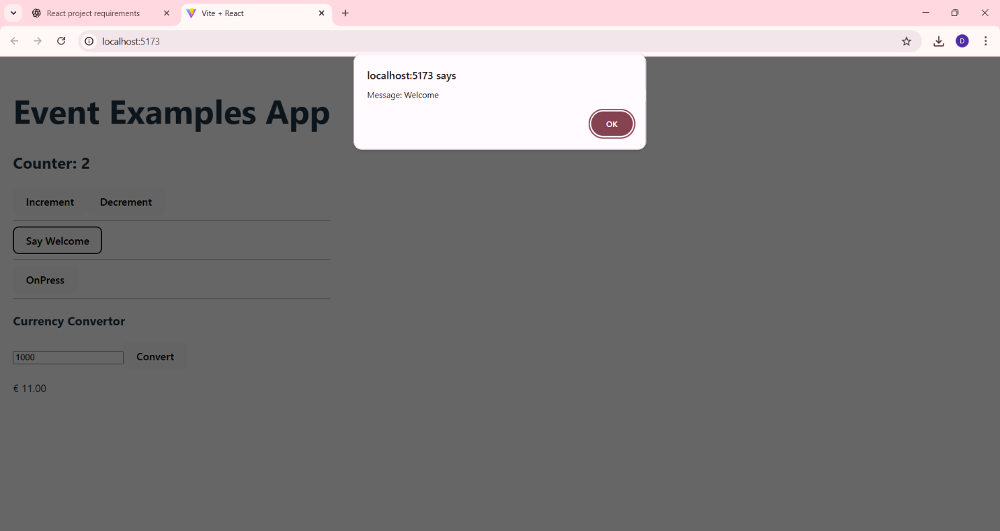 React project requirements
Vite + React
localhost:5173
D
localhost:5173 says
Message: Welcome
OK
Event Examples App
Counter: 2
Increment Decrement
Say Welcome
OnPress
Currency Convertor
1000 Convert
€ 11.00